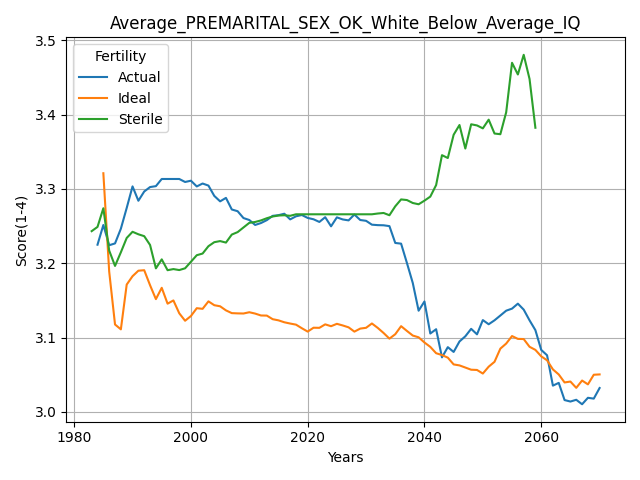 Average_PREMARITAL_SEX_OK_White_Below_Average_IQ
Fertility
Actual
Ideal
Sterile
Score(1-4)
3.5
3.4
3.3
3.2
3.1
3.0
1980 2000 2020 2040 2060
Years